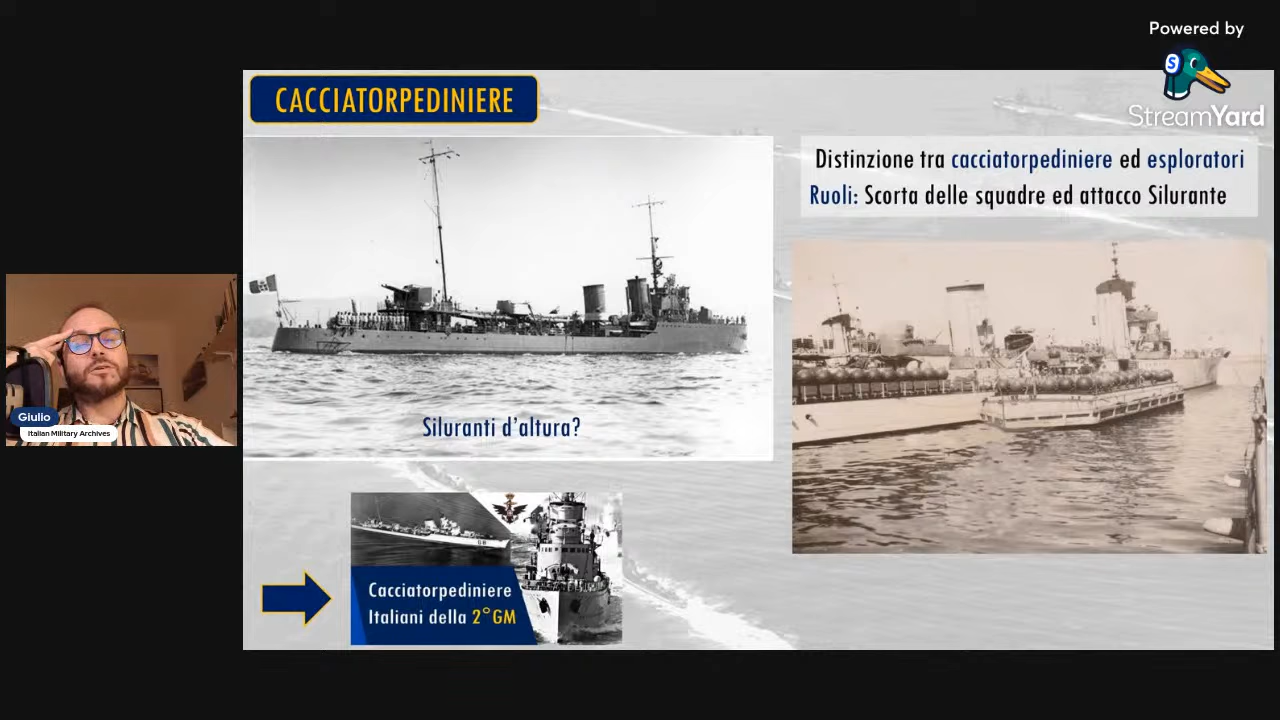 Powered by
StreamYard
CACCIATORPEDINIERE
Distinzione tra cacciatorpediniere ed esploratori
Ruoli: Scorta delle squadre ed attacco Silurante
Siluranti d'altura?
Giulio
Italian Military Archives
Cacciatorpediniere
Italiani della 2°GM